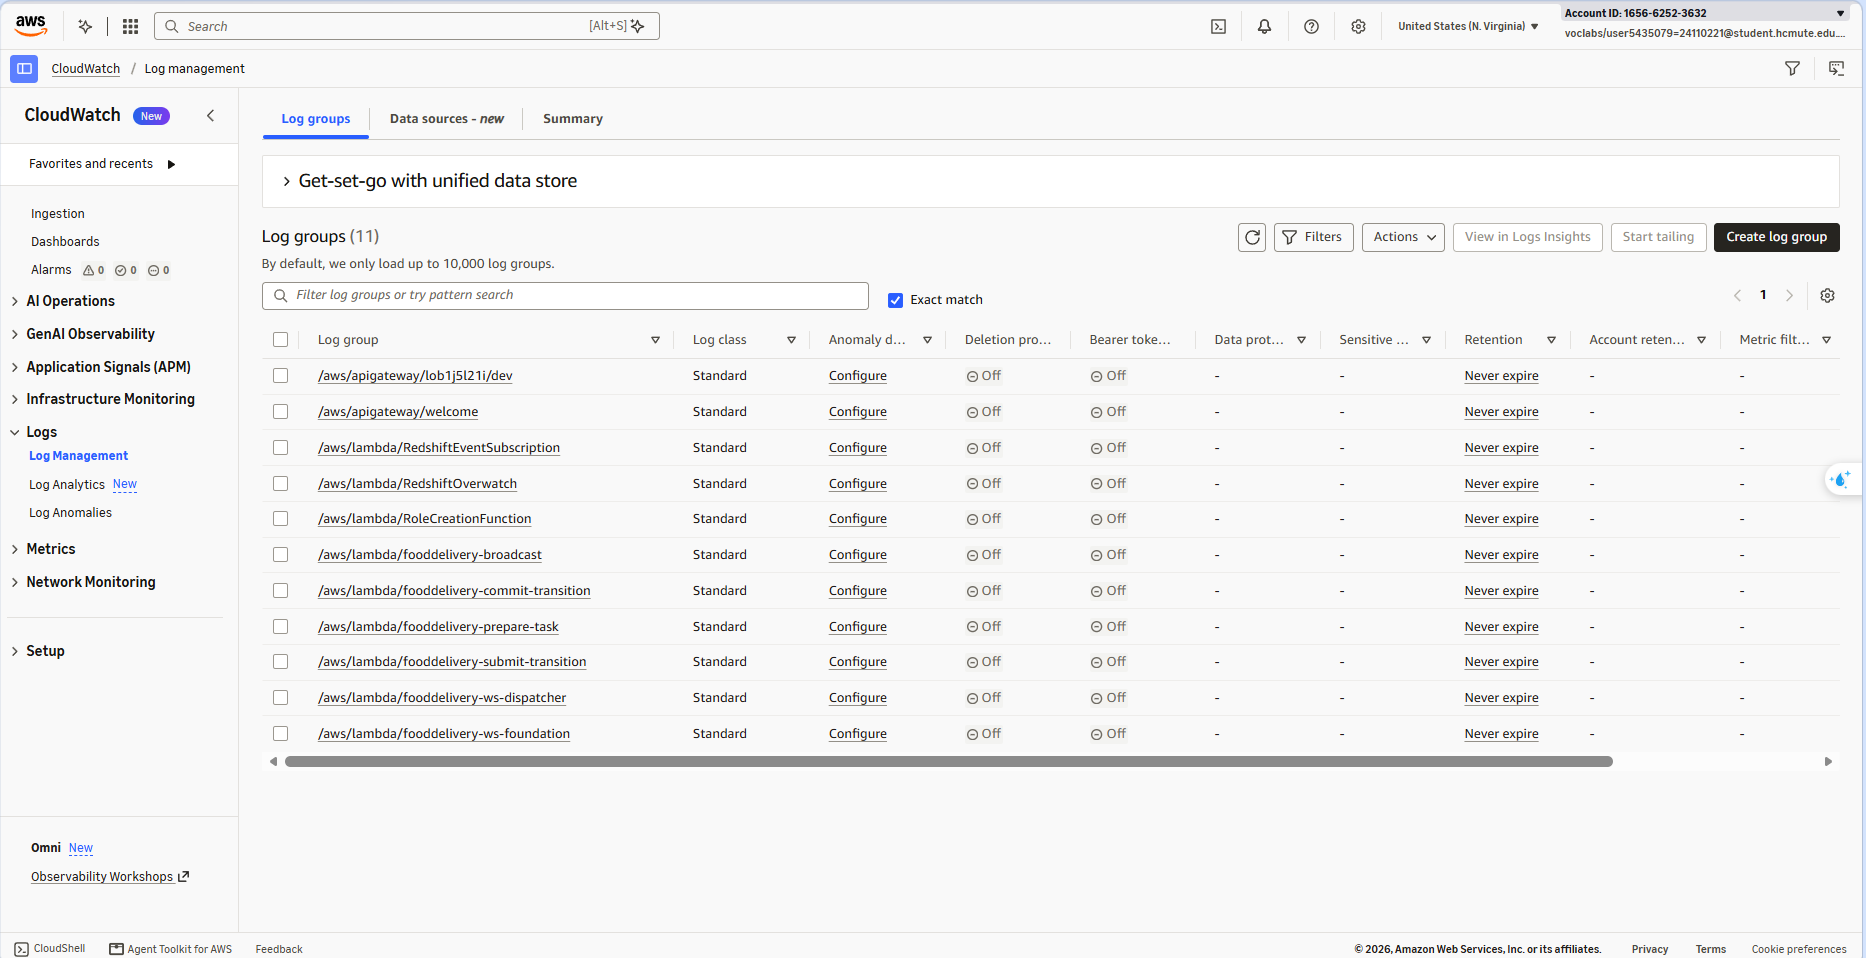 aws
Search
[Alt+S]
United States (N. Virginia)
Account ID: 1656-6252-3632
voclabs/user5435079=24110221@student.hcmute.edu....
CloudWatch / Log management
CloudWatch New
Favorites and recents
Ingestion
Dashboards
Alarms 0 0 0
AI Operations
GenAI Observability
Application Signals (APM)
Infrastructure Monitoring
Logs
Log Management
Log Analytics New
Log Anomalies
Metrics
Network Monitoring
Setup
Omni New
Observability Workshops
Log groups
Data sources - new
Summary
Get-set-go with unified data store
Log groups (11)
By default, we only load up to 10,000 log groups.
Filters
Actions
View in Logs Insights
Start tailing
Create log group
Filter log groups or try pattern search
Exact match
1
Log group Log class Anomaly d... Deletion pro... Bearer toke... Data prot... Sensitive ... Retention Account reten... Metric filt...
/aws/apigateway/lob1j5l21i/dev Standard Configure Off Off - - Never expire - -
/aws/apigateway/welcome Standard Configure Off Off - - Never expire - -
/aws/lambda/RedshiftEventSubscription Standard Configure Off Off - - Never expire - -
/aws/lambda/RedshiftOverwatch Standard Configure Off Off - - Never expire - -
/aws/lambda/RoleCreationFunction Standard Configure Off Off - - Never expire - -
/aws/lambda/fooddelivery-broadcast Standard Configure Off Off - - Never expire - -
/aws/lambda/fooddelivery-commit-transition Standard Configure Off Off - - Never expire - -
/aws/lambda/fooddelivery-prepare-task Standard Configure Off Off - - Never expire - -
/aws/lambda/fooddelivery-submit-transition Standard Configure Off Off - - Never expire - -
/aws/lambda/fooddelivery-ws-dispatcher Standard Configure Off Off - - Never expire - -
/aws/lambda/fooddelivery-ws-foundation Standard Configure Off Off - - Never expire - -
CloudShell
Agent Toolkit for AWS
Feedback
© 2026, Amazon Web Services, Inc. or its affiliates.
Privacy
Terms
Cookie preferences